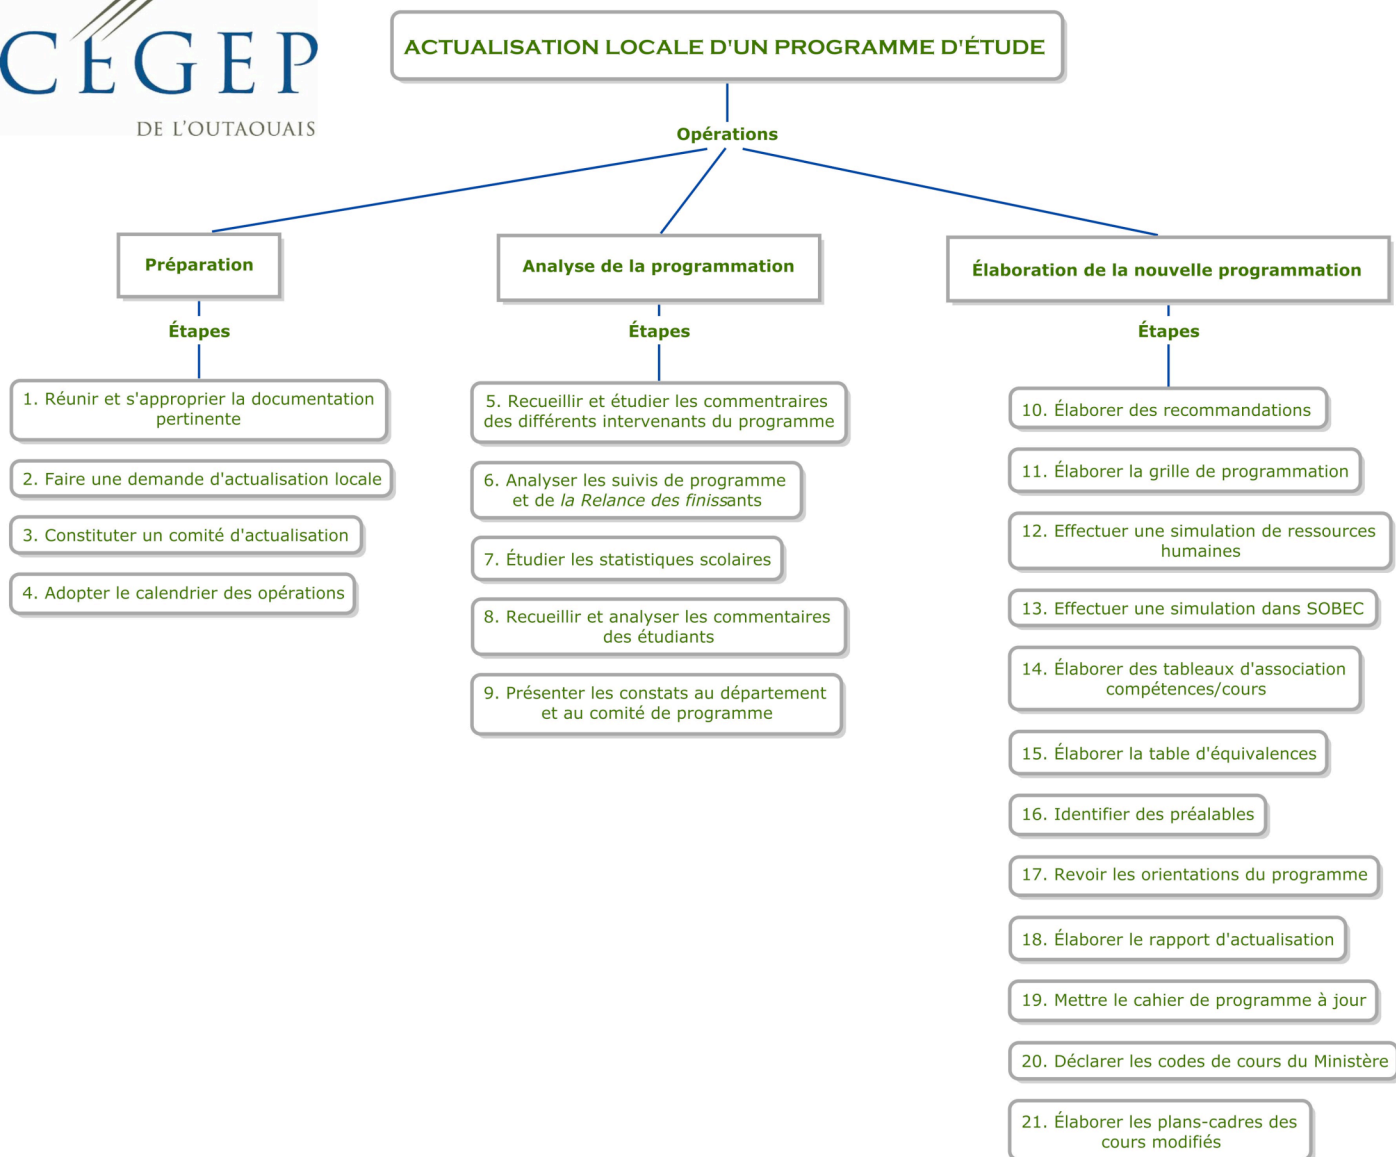 CÉGEP
DE L'OUTAOUAIS
ACTUALISATION LOCALE D'UN PROGRAMME D'ÉTUDE
Opérations
Préparation
Étapes
1. Réunir et s'approprier la documentation
pertinente
2. Faire une demande d'actualisation locale
3. Constituter un comité d'actualisation
4. Adopter le calendrier des opérations
Analyse de la programmation
Étapes
5. Recueillir et étudier les commentraires
des différents intervenants du programme
6. Analyser les suivis de programme
et de la Relance des finissants
7. Étudier les statistiques scolaires
8. Recueillir et analyser les commentaires
des étudiants
9. Présenter les constats au département
et au comité de programme
Élaboration de la nouvelle programmation
Étapes
10. Élaborer des recommandations
11. Élaborer la grille de programmation
12. Effectuer une simulation de ressources
humaines
13. Effectuer une simulation dans SOBEC
14. Élaborer des tableaux d'association
compétences/cours
15. Élaborer la table d'équivalences
16. Identifier des préalables
17. Revoir les orientations du programme
18. Élaborer le rapport d'actualisation
19. Mettre le cahier de programme à jour
20. Déclarer les codes de cours du Ministère
21. Élaborer les plans-cadres des
cours modifiés